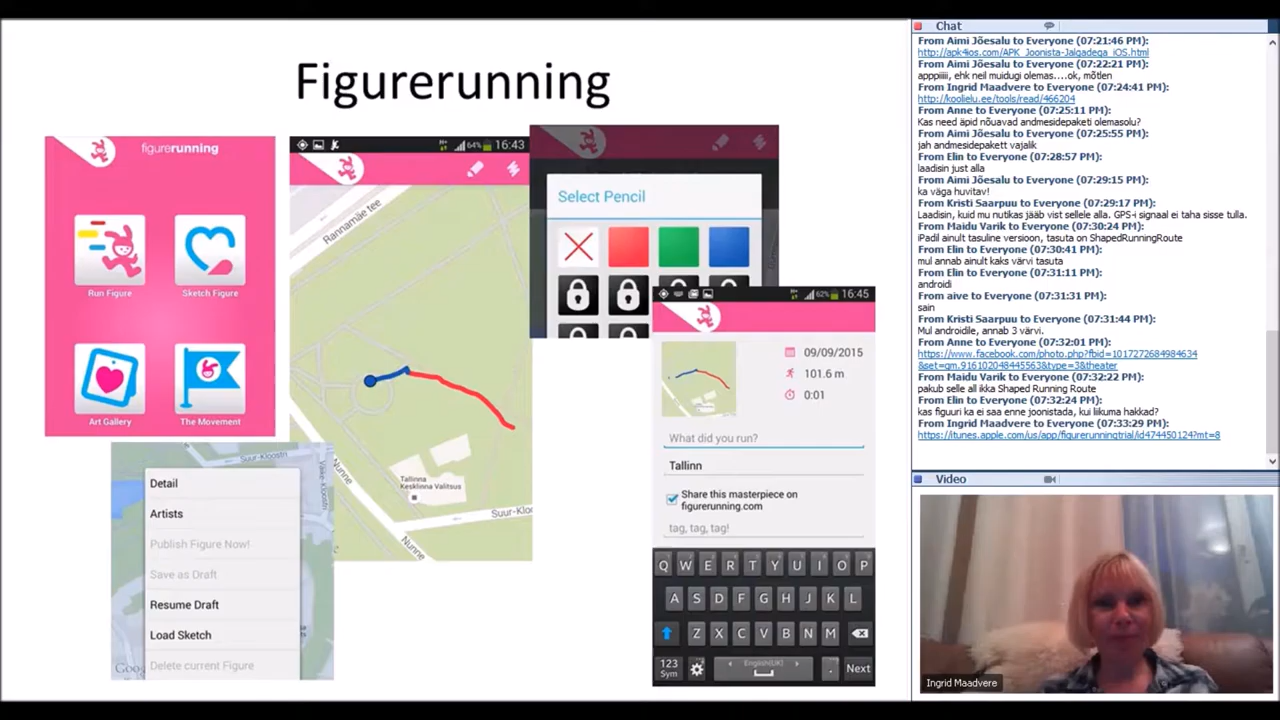 Figurerunning
figurerunning
Run Figure
Sketch Figure
Art Gallery
The Movement
64% 16:43
Rannamäe tee
Tallinna
Kesklinna Valitsus
Nunne
Nunne
Suur-Kloos
Select Pencil
62% 16:45
09/09/2015
101.6 m
0:01
What did you run?
Tallinn
Share this masterpiece on
figurerunning.com
tag, tag, tag!
Q W E R T Y U I O P
A S D F G H J K L
Z X C V B N M
123
Sym
English(UK)
.
Next
Suur-Kloostri
Detail
Artists
Publish Figure Now!
Save as Draft
Resume Draft
Load Sketch
Delete current Figure
Goo
Chat
From Aimi Jõesalu to Everyone (07:21:46 PM):
http://apk4ios.com/APK_Joonista-Jalgadega_iOS.html
From Aimi Jõesalu to Everyone (07:22:21 PM):
apppiiiii, ehk neil muidugi olemas....ok, mõtlen
From Ingrid Maadvere to Everyone (07:24:41 PM):
http://koolielu.ee/tools/read/466204
From Anne to Everyone (07:25:11 PM):
Kas need äpid nõuavad andmesidepaketi olemasolu?
From Aimi Jõesalu to Everyone (07:25:55 PM):
jah andmesidepakett vajalik
From Elin to Everyone (07:28:57 PM):
laadisin just alla
From Aimi Jõesalu to Everyone (07:29:15 PM):
ka väga huvitav!
From Kristi Saarpuu to Everyone (07:29:17 PM):
Laadisin, kuid mu nutikas jääb vist sellele alla. GPS-i signaal ei taha sisse tulla.
From Maidu Varik to Everyone (07:30:24 PM):
iPadil ainult tasuline versioon, tasuta on ShapedRunningRoute
From Elin to Everyone (07:30:41 PM):
mul annab ainult kaks värvi tasuta
From Elin to Everyone (07:31:11 PM):
androidi
From aive to Everyone (07:31:31 PM):
sain
From Kristi Saarpuu to Everyone (07:31:44 PM):
Mul androidile, annab 3 värvi.
From Anne to Everyone (07:32:01 PM):
https://www.facebook.com/photo.php?fbid=1017272684984634
&set=gm.916102048445563&type=3&theater
From Maidu Varik to Everyone (07:32:22 PM):
pakub selle all ikka Shaped Running Route
From Elin to Everyone (07:32:24 PM):
kas figuuri ka ei saa enne joonistada, kui liikuma hakkad?
From Ingrid Maadvere to Everyone (07:33:29 PM):
https://itunes.apple.com/us/app/figurerunningtrial/id474450124?mt=8
Video
Ingrid Maadvere